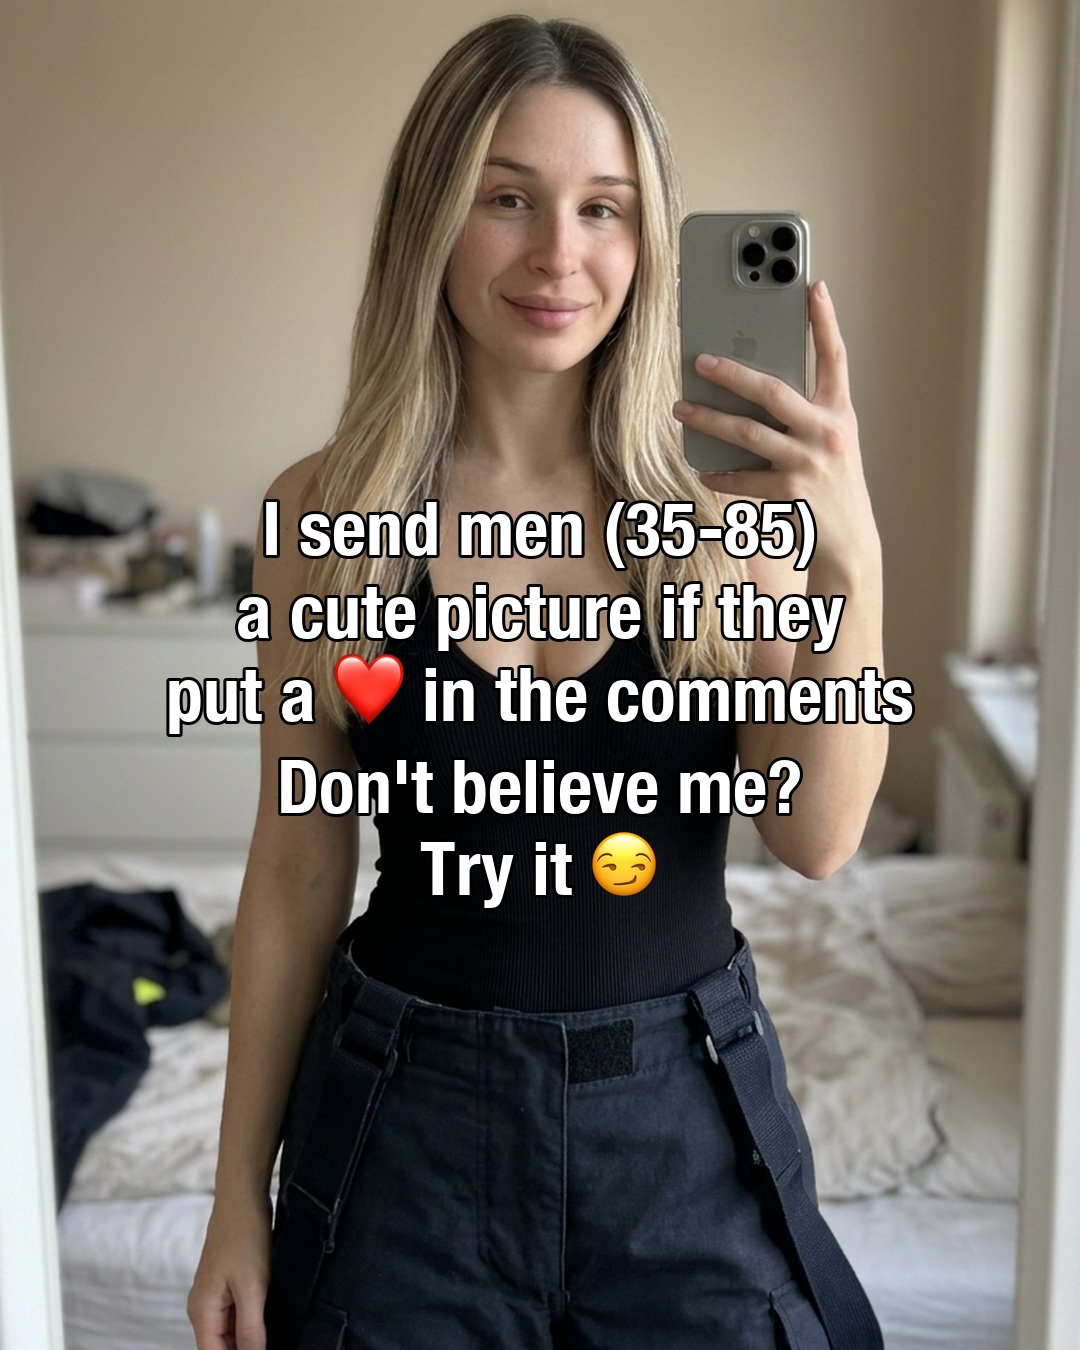 I send men (35-85)
a cute picture if they
put a ❤️ in the comments
Don't believe me?
Try it 😏